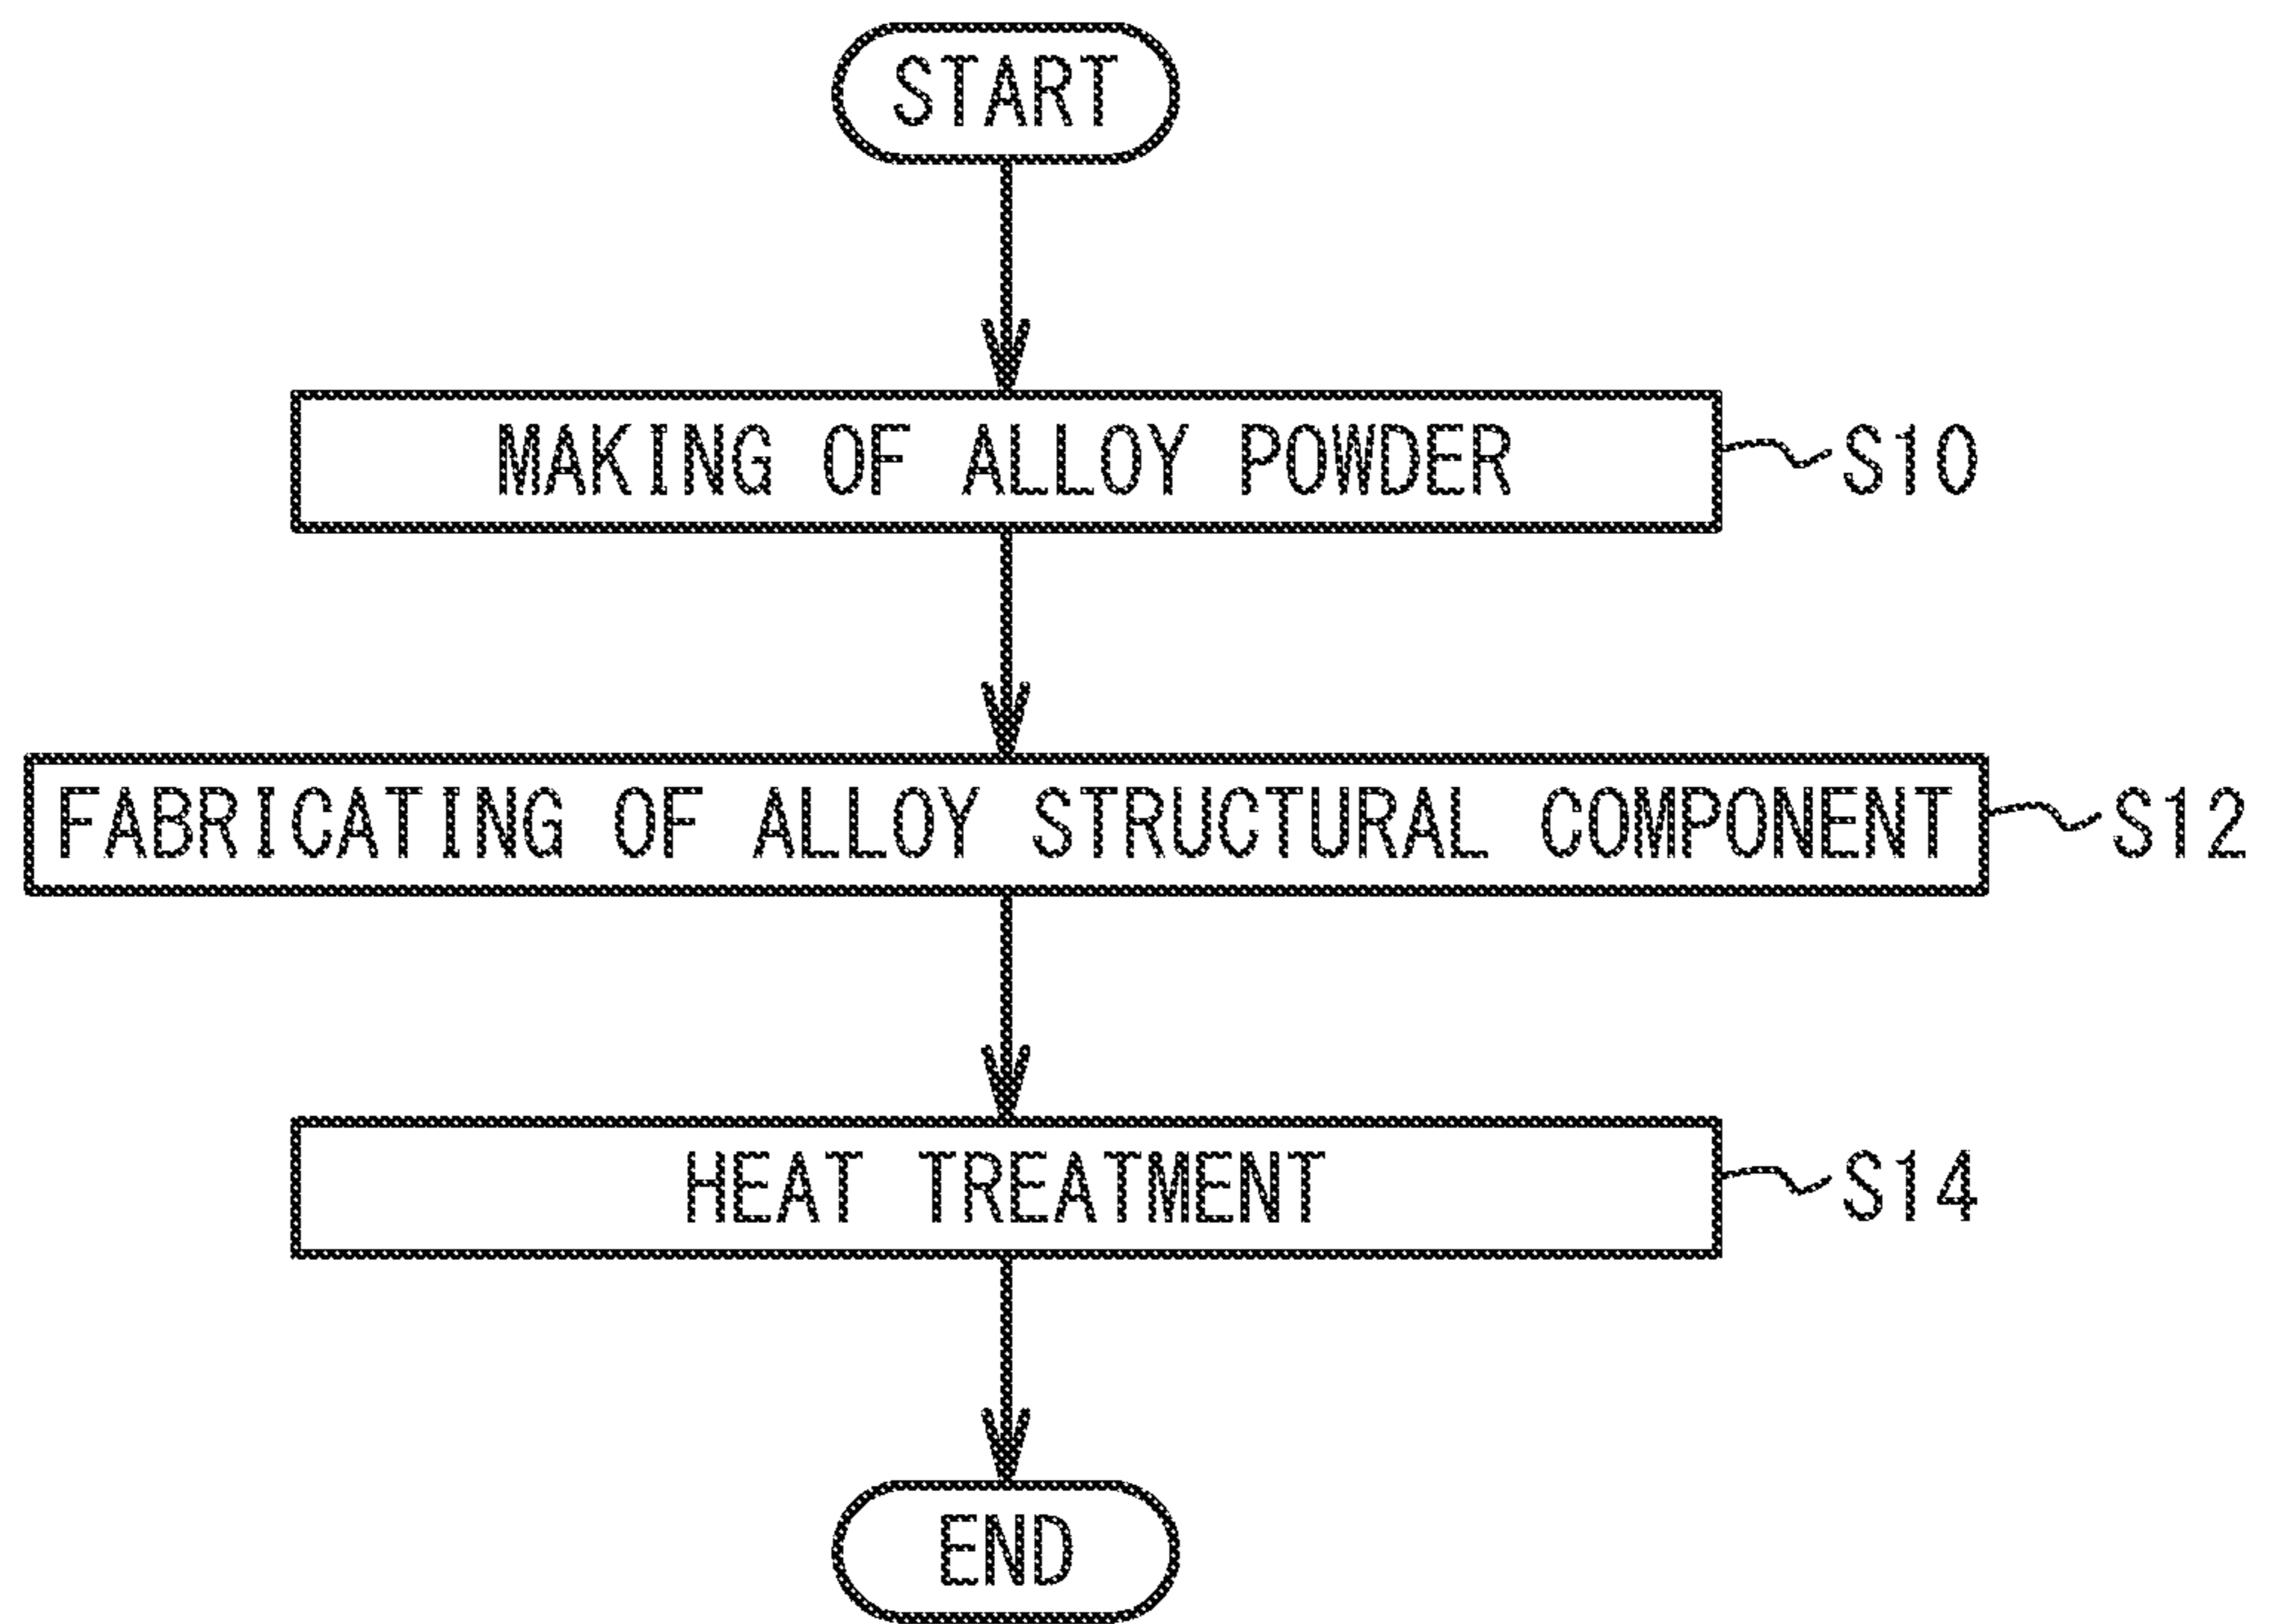 START
MAKING OF ALLOY POWDER
S10
FABRICATING OF ALLOY STRUCTURAL COMPONENT
S12
HEAT TREATMENT
S14
END